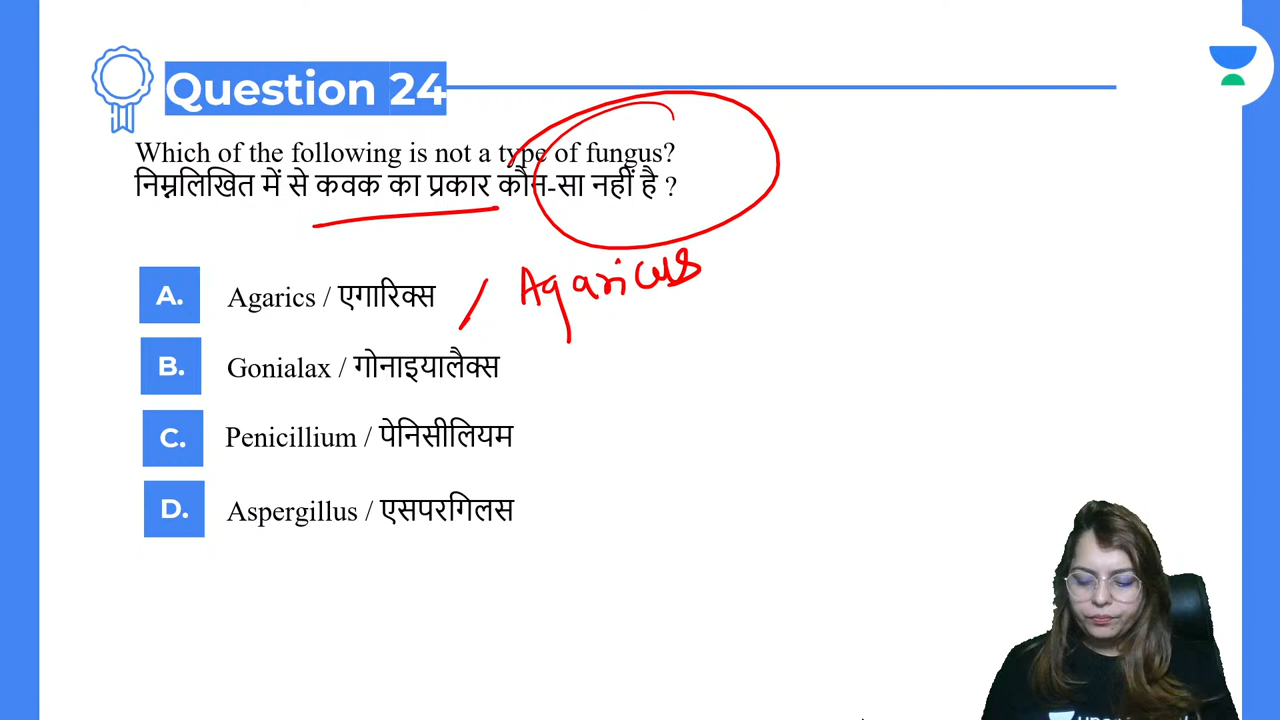 Question 24
Which of the following is not a type of fungus?
निम्नलिखित में से कवक का प्रकार कौन-सा नहीं है ?
A. Agarics / एगारिक्स
Agaricus
B. Gonialax / गोनाइयालैक्स
C. Penicillium / पेनिसीलियम
D. Aspergillus / एसपरगिलस